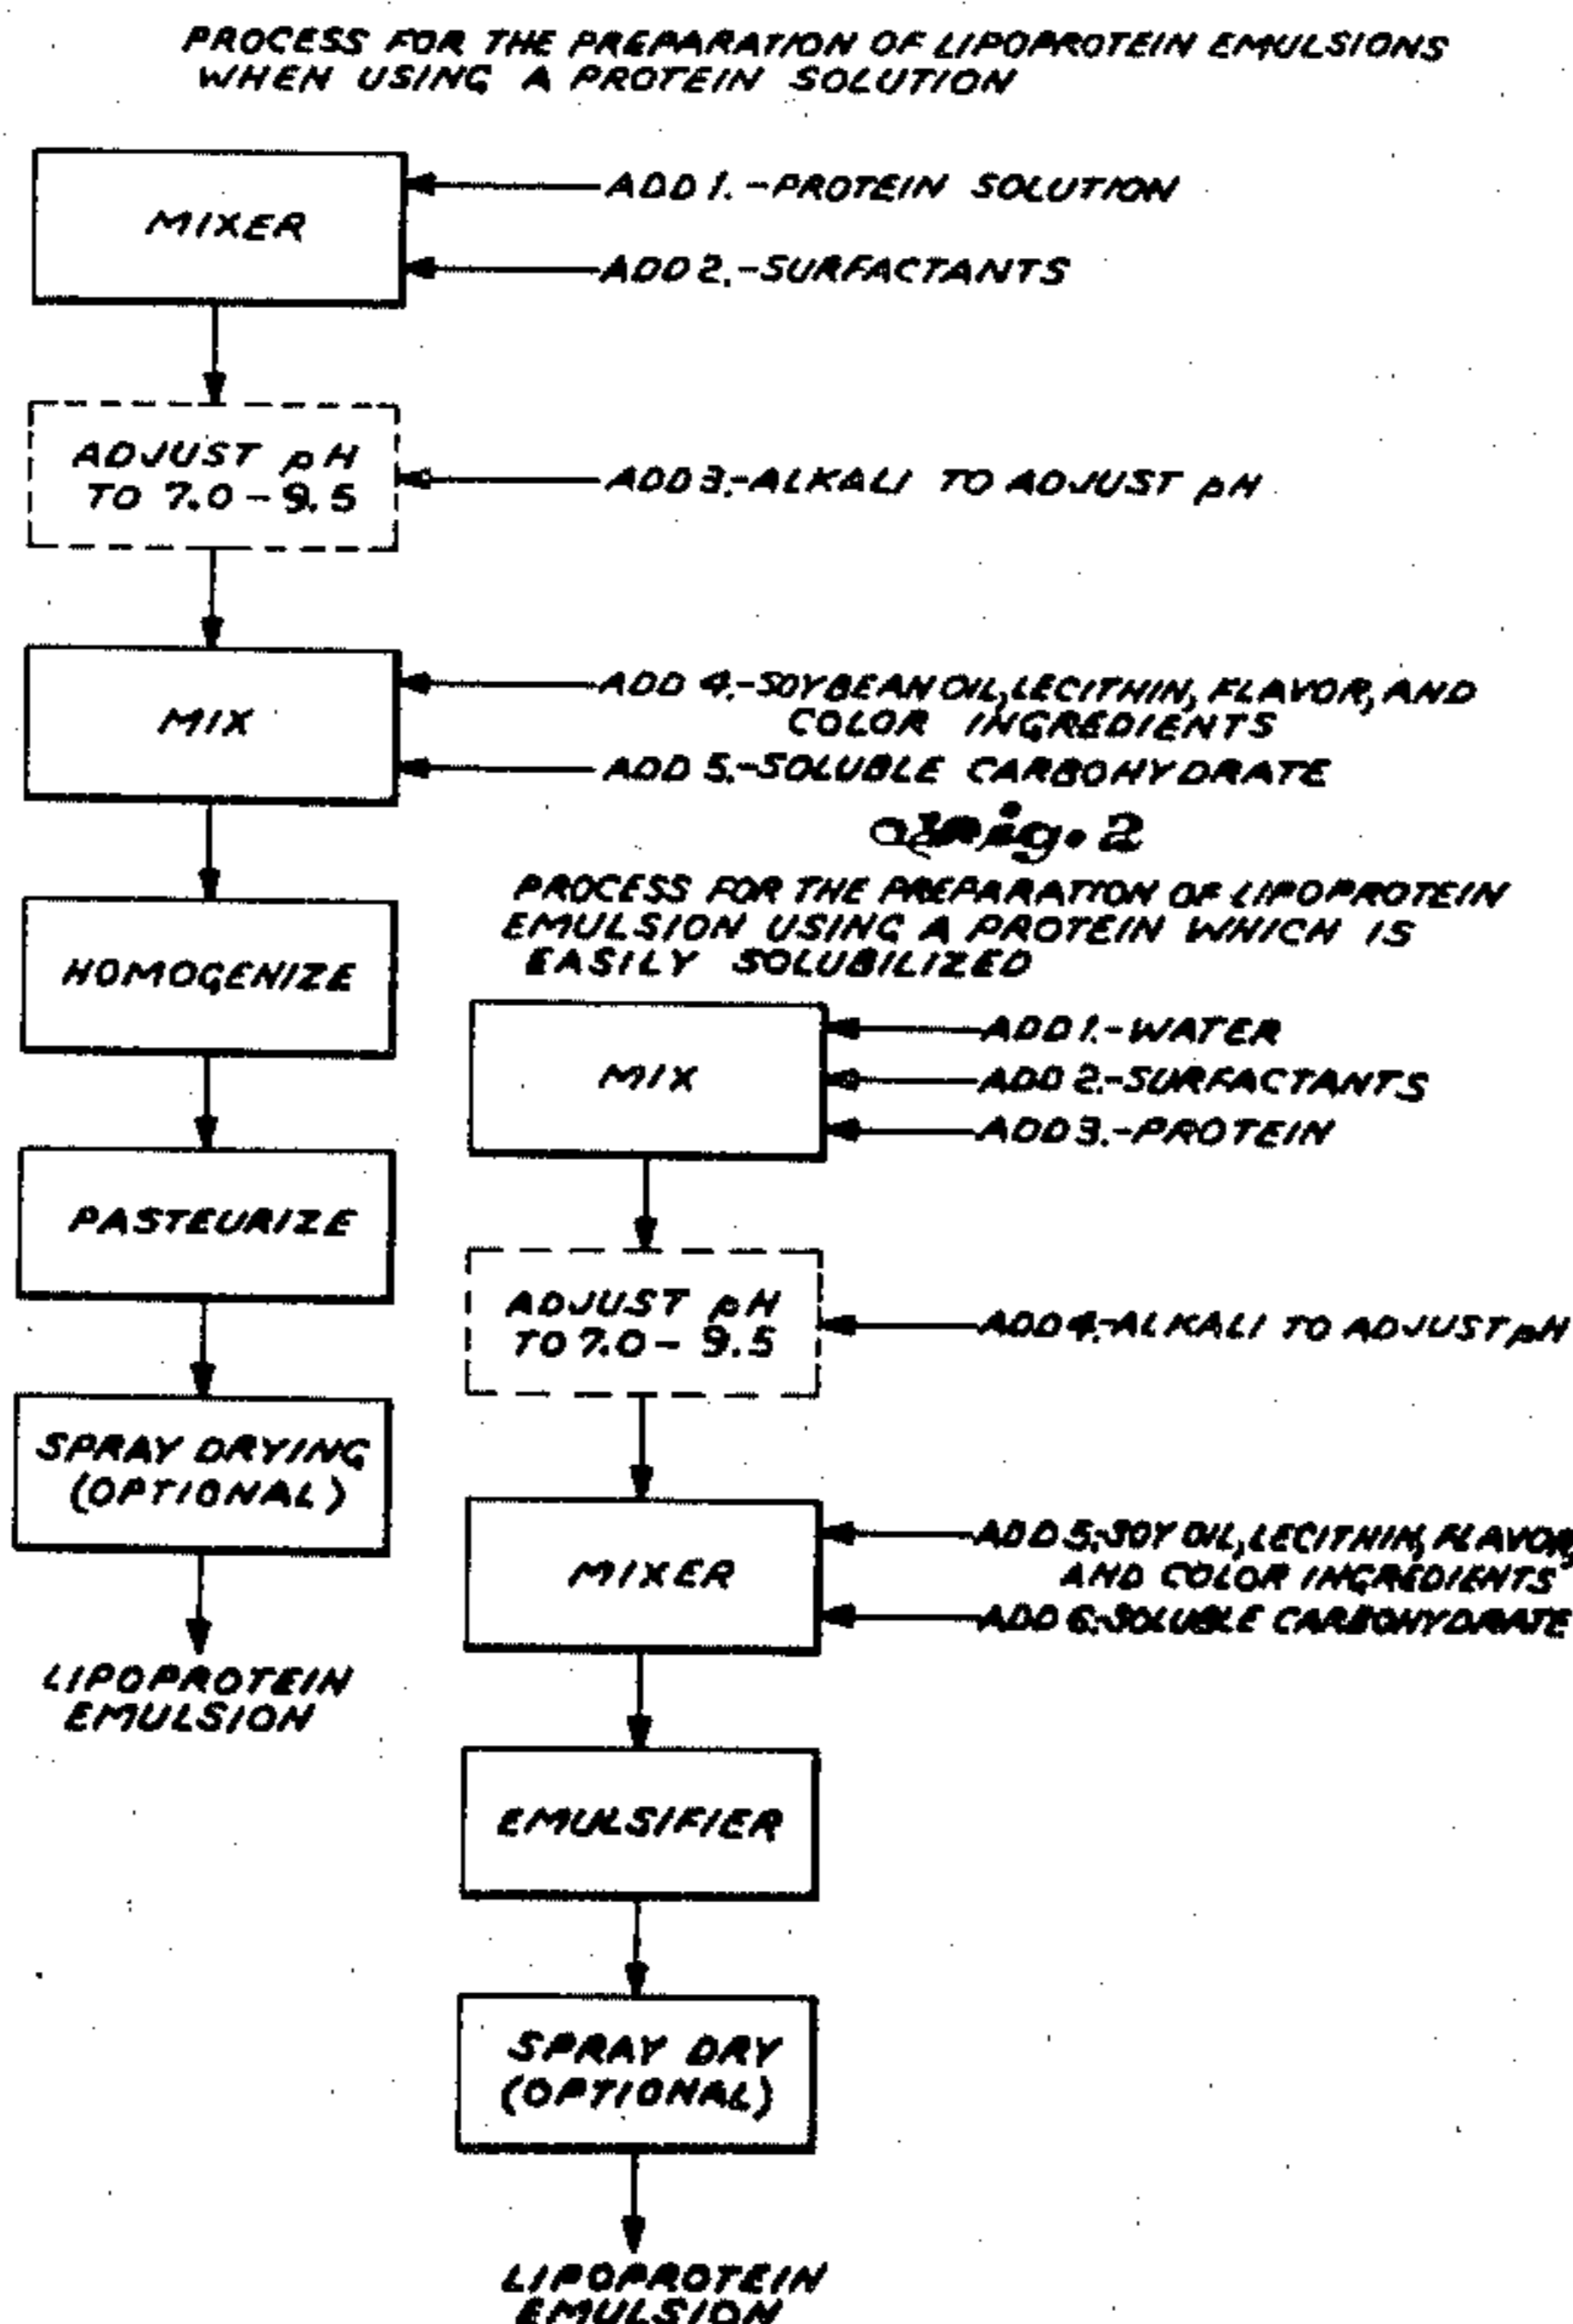 PROCESS FOR THE PREPARATION OF LIPOPROTEIN EMULSIONS
WHEN USING A PROTEIN SOLUTION
MIXER
ADD 1.-PROTEIN SOLUTION
ADD 2.-SURFACTANTS
ADJUST pH
TO 7.0-9.5
ADD 3.-ALKALI TO ADJUST pH
MIX
ADD 4.-SOYBEAN OIL, LECITHIN, FLAVOR, AND
COLOR INGREDIENTS
ADD 5.-SOLUBLE CARBOHYDRATE
HOMOGENIZE
PASTEURIZE
SPRAY DRYING
(OPTIONAL)
LIPOPROTEIN
EMULSION
Fig. 2
PROCESS FOR THE PREPARATION OF LIPOPROTEIN
EMULSION USING A PROTEIN WHICH IS
EASILY SOLUBILIZED
MIX
ADD 1.-WATER
ADD 2.-SURFACTANTS
ADD 3.-PROTEIN
ADJUST pH
TO 7.0-9.5
ADD 4.-ALKALI TO ADJUST pH
MIXER
ADD 5.-SOY OIL, LECITHIN, FLAVOR,
AND COLOR INGREDIENTS
ADD 6.-SOLUBLE CARBOHYDRATE
EMULSIFIER
SPRAY DRY
(OPTIONAL)
LIPOPROTEIN
EMULSION